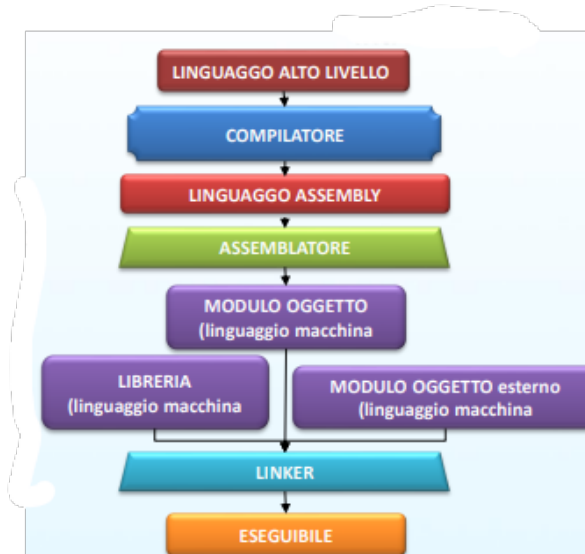 LINGUAGGO ALTO LIVELLO
COMPILATORE
LINGUAGGO ASSEMBLY
ASSEMBLATORE
MODULO OGGETTO
(linguaggio macchina
LIBRERIA
(linguaggio macchina
MODULO OGGETTO esterno
(linguaggio macchina
LINKER
ESEGUIBILE